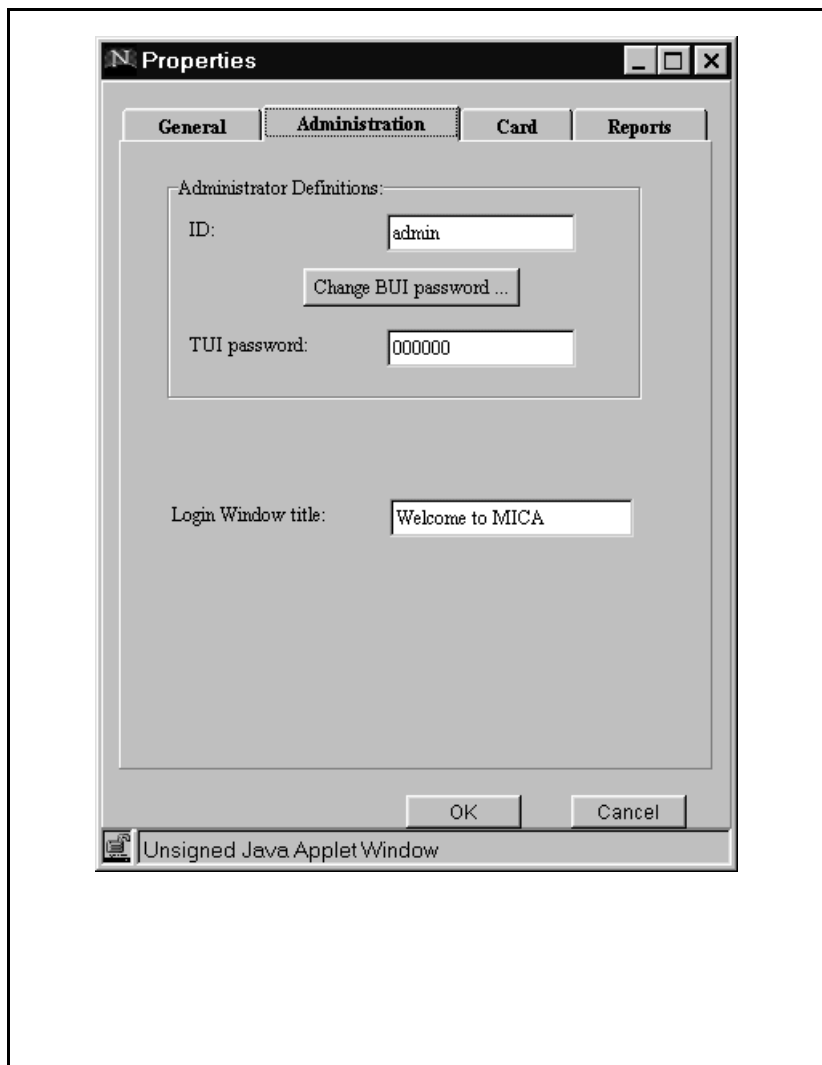 N Properties
General Administration Card Reports
Administrator Definitions:
ID: admin
Change BUI password ...
TUI password: 000000
Login Window title: Welcome to MICA
OK Cancel
Unsigned Java Applet Window